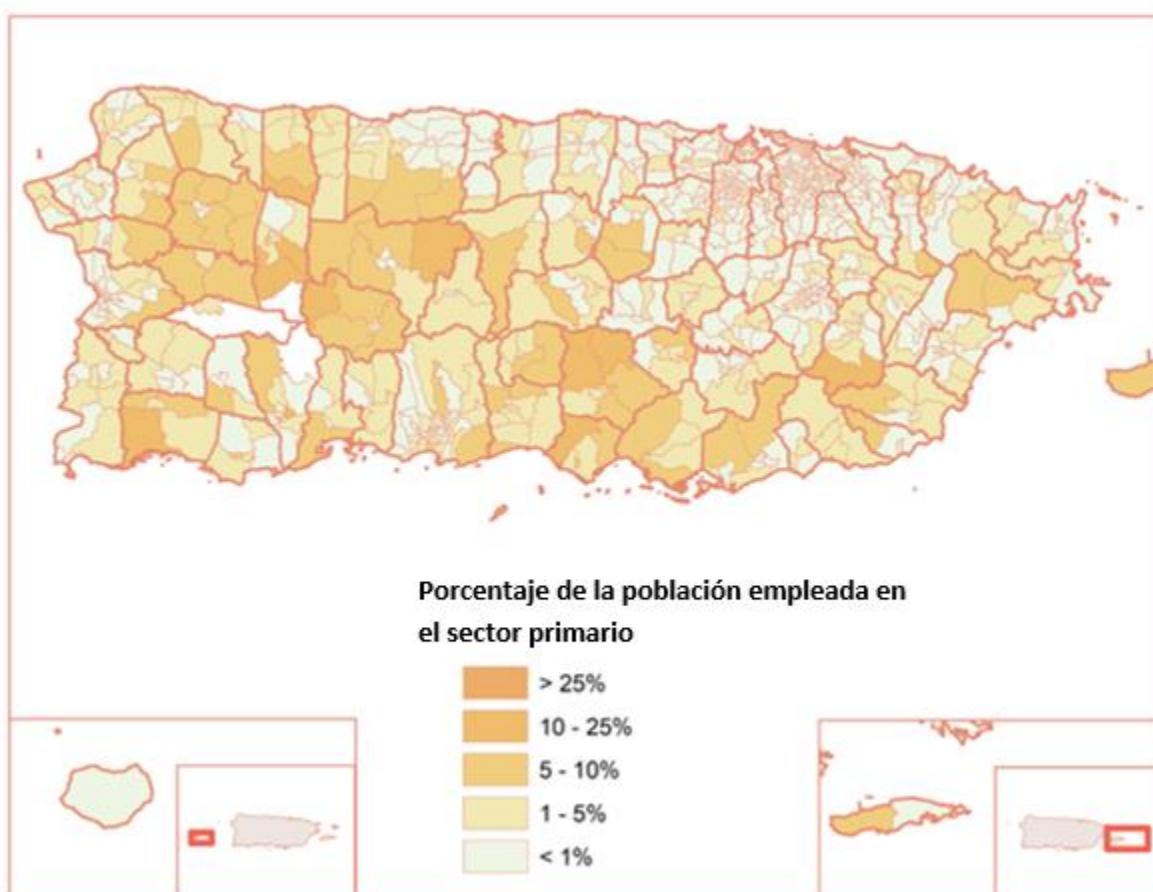 Porcentaje de la población empleada en
el sector primario
> 25%
10 - 25%
5 - 10%
1 - 5%
< 1%